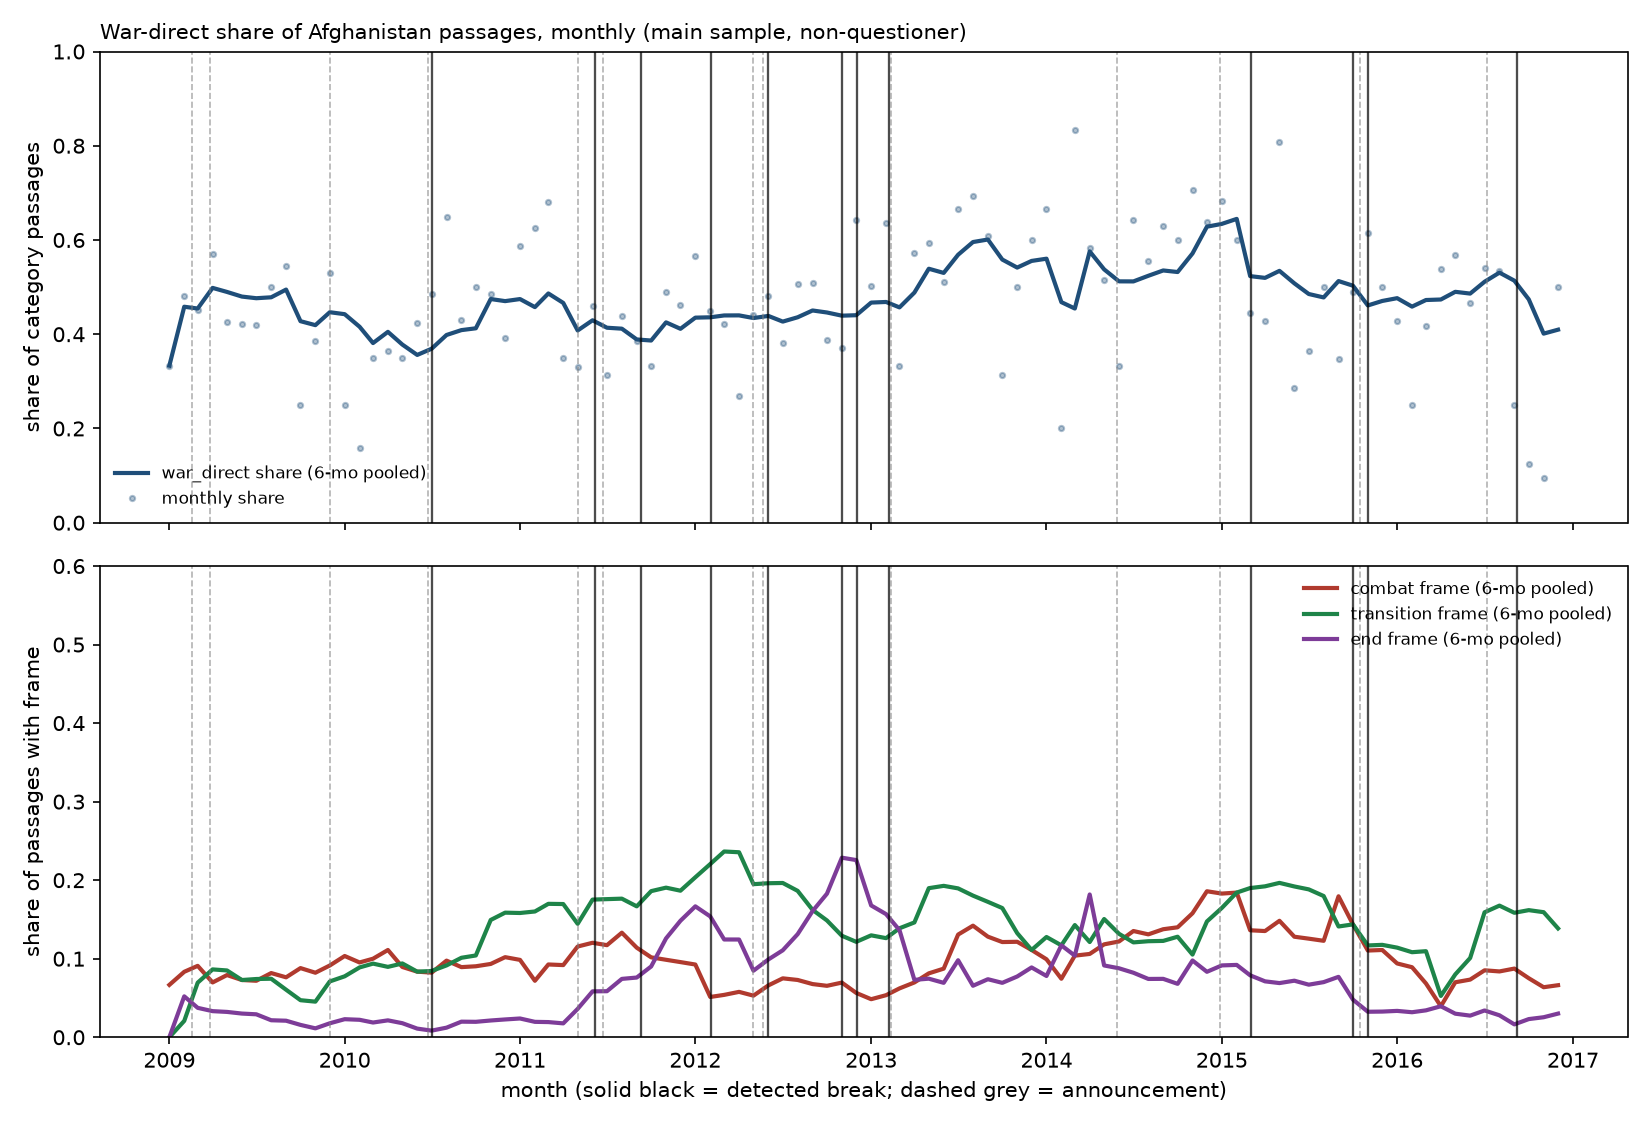 War-direct share of Afghanistan passages, monthly (main sample, non-questioner)
1.0
0.8
0.6
0.4
0.2
0.0
share of category passages
war_direct share (6-mo pooled)
monthly share
0.6
0.5
0.4
0.3
0.2
0.1
0.0
share of passages with frame
combat frame (6-mo pooled)
transition frame (6-mo pooled)
end frame (6-mo pooled)
2009 2010 2011 2012 2013 2014 2015 2016 2017
month (solid black = detected break; dashed grey = announcement)